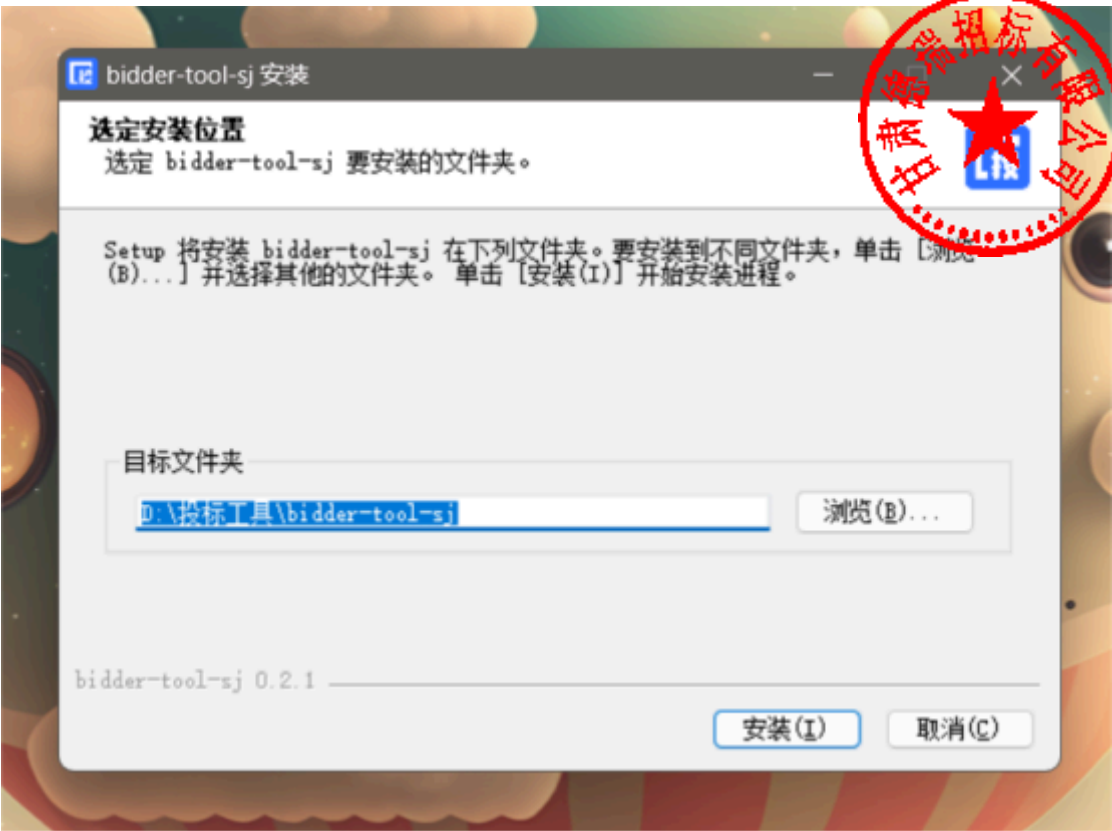 bidder-tool-sj 安装
选定安装位置
选定 bidder-tool-sj 要安装的文件夹。
甘肃德瑞招标有限公司
投
Setup 将安装 bidder-tool-sj 在下列文件夹。要安装到不同文件夹，单击 [浏览
(B)...] 并选择其他的文件夹。 单击 [安装(I)] 开始安装进程。
目标文件夹
D:\投标工具\bidder-tool-sj
浏览(B)...
bidder-tool-sj 0.2.1
安装(I)
取消(C)